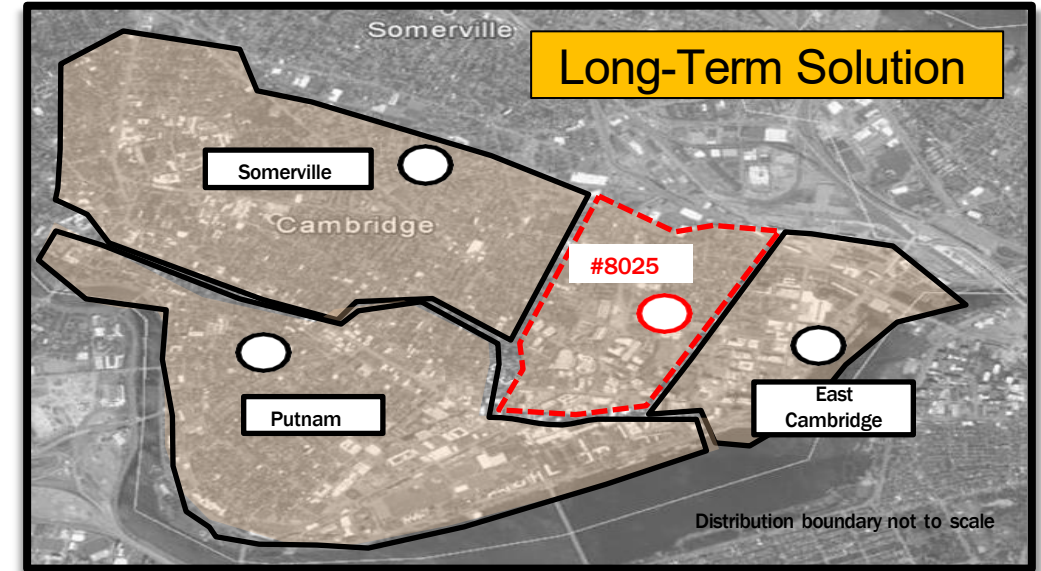 Somerville
Long-Term Solution
Somerville
Cambridge
#8025
Putnam
East
Cambridge
Distribution boundary not to scale